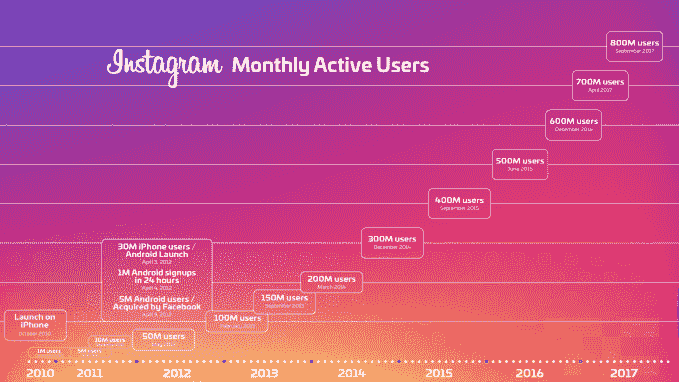 Instagram Monthly Active Users
800M users
September 2017
700M users
April 2017
600M users
December 2016
500M users
June
400M users
September 2015
300M users
December 2014
30M iPhone users /
Android Launch
April 3, 2012
1M Android signups
in 24 hours
April 4, 2012
5M Android users /
Acquired by Facebook
April 9, 2012
200M users
March 2014
150M users
September 2013
Launch on
iPhone
October 2010
100M users
50M users
10M users
1M users
5M users
2010 2011 2012 2013 2014 2015 2016 2017